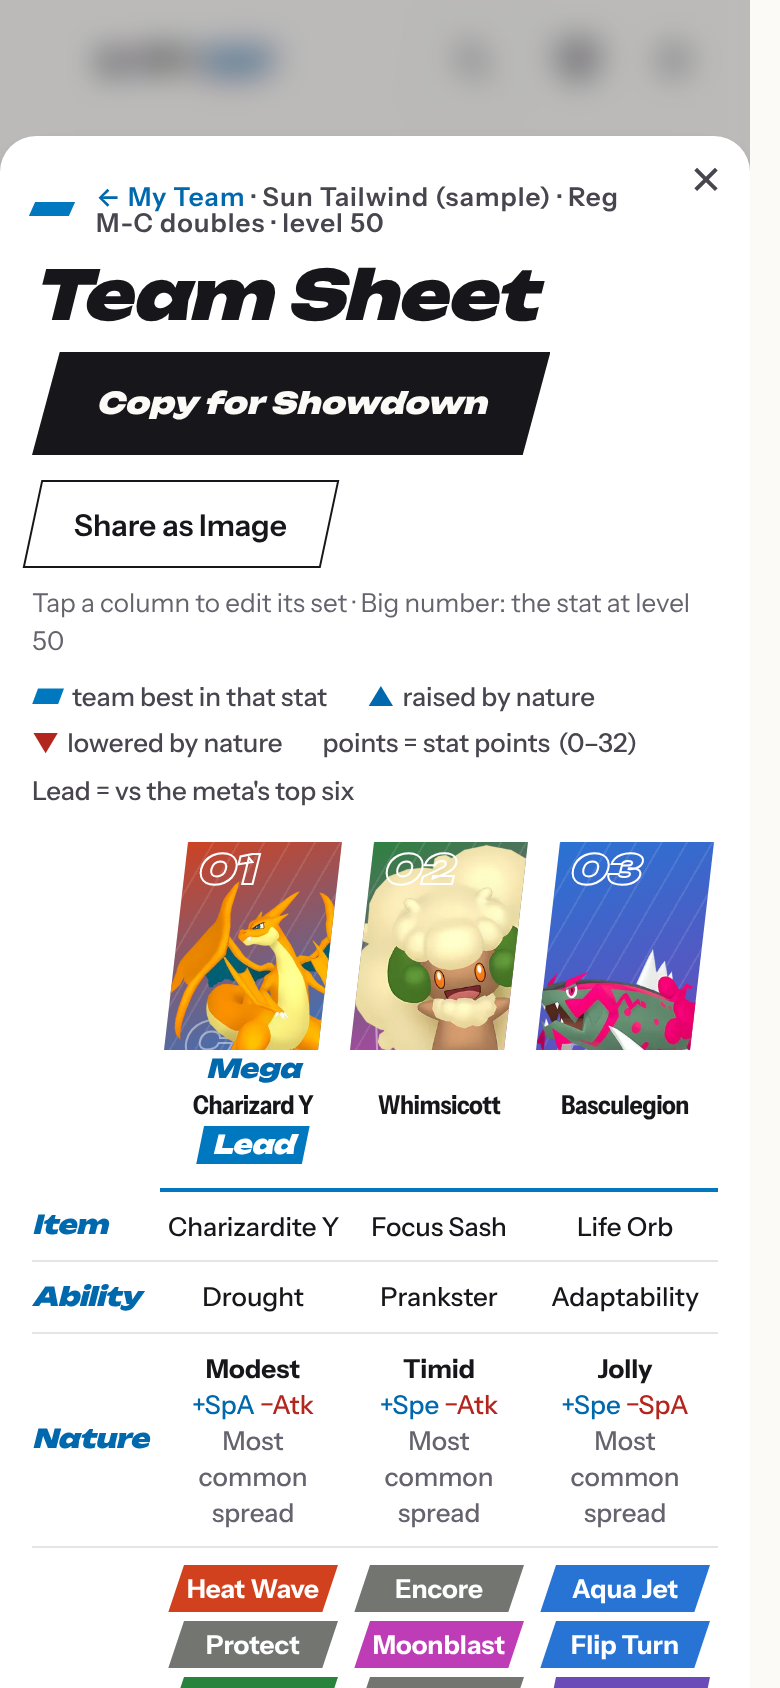 ← My Team · Sun Tailwind (sample) · Reg
M-C doubles · level 50
Team Sheet
Copy for Showdown
Share as Image
Tap a column to edit its set · Big number: the stat at level
50
team best in that stat ▲ raised by nature
▼ lowered by nature points = stat points (0–32)
Lead = vs the meta's top six
01 02 03
Mega
Charizard Y Whimsicott Basculegion
Lead
Item Charizardite Y Focus Sash Life Orb
Ability Drought Prankster Adaptability
Modest Timid Jolly
+SpA −Atk +Spe −Atk +Spe −SpA
Nature Most Most Most
common common common
spread spread spread
Heat Wave Encore Aqua Jet
Protect Moonblast Flip Turn